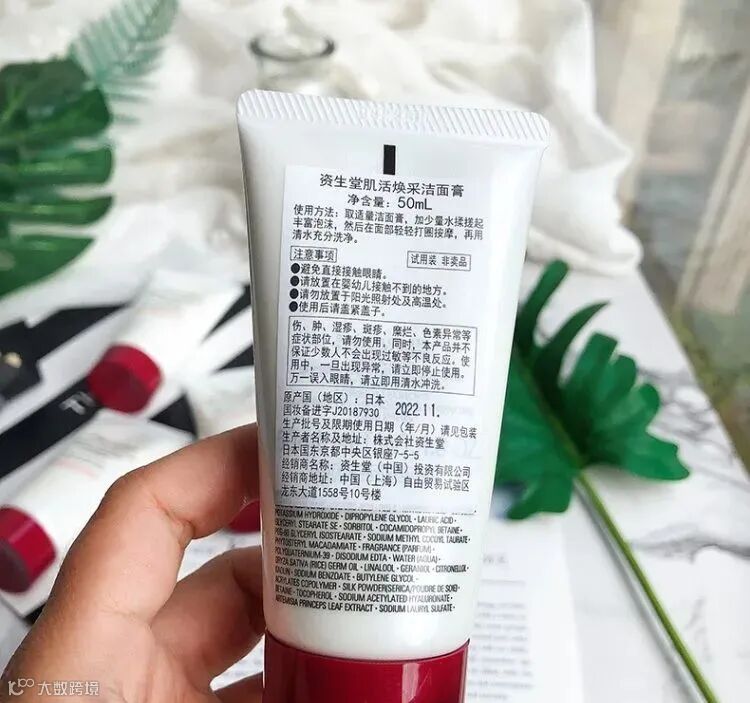 资生堂肌活焕采洁面膏
净含量：50mL
使用方法：取适量洁面膏，加少量水揉搓起
丰富泡沫，然后在面部轻轻打圈按摩，再用
清水充分洗净。
注意事项
试用装 非卖品
●避免直接接触眼睛。
●请放置在婴幼儿接触不到的地方。
●请勿放置于阳光照射处及高温处。
●使用后请盖紧盖子。
伤、肿、湿疹、斑疹、糜烂、色素异常等
症状部位，请勿使用。同时，本产品并不
保证少数人不会出现过敏等不良反应。使
用中，一旦出现异常，请立即停止使用。
万一误入眼睛，请立即用清水冲洗。
原产国（地区）：日本
国妆备进字J20187930 2022.11.
生产批号及限期使用日期（年/月）请见包装
生产者名称及地址：株式会社资生堂
日本国东京都中央区银座7-5-5
经销商名称：资生堂（中国）投资有限公司
经销商地址：中国（上海）自由贸易试验区
龙东大道1558号10号楼
POTASSIUM HYDROXIDE · DIPROPYLENE GLYCOL · LAURIC ACID ·
GLYCERYL STEARATE SE · SORBITOL · COCAMIDOPROPYL BETAINE ·
PEG-60 GLYCERYL ISOSTEARATE · SODIUM METHYL COCOYL TAURATE ·
PHYTOSTERYL MACADAMIATE · FRAGRANCE (PARFUM) ·
POLYQUATERNIUM-39 · DISODIUM EDTA · WATER (AQUA) ·
ORYZA SATIVA (RICE) GERM OIL · LINALOOL · GERANIOL · CITRONELLOL
· SODIUM BENZOATE · BUTYLENE GLYCOL ·
ACRYLATES COPOLYMER · SILK POWDER(SERICA/POUDRE DE SOIE) ·
BETAINE · TOCOPHEROL · SODIUM ACETYLATED HYALURONATE ·
ARTEMISIA PRINCEPS LEAF EXTRACT · SODIUM LAURYL SULFATE ·
大数跨境